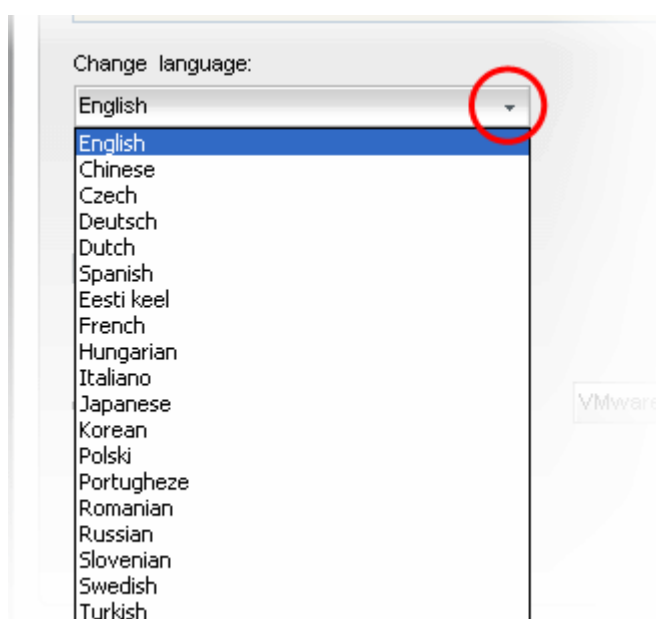 Change language:
English
English
Chinese
Czech
Deutsch
Dutch
Spanish
Eesti keel
French
Hungarian
Italiano
Japanese
Korean
Polski
Portugheze
Romanian
Russian
Slovenian
Swedish
Turkish
VMware